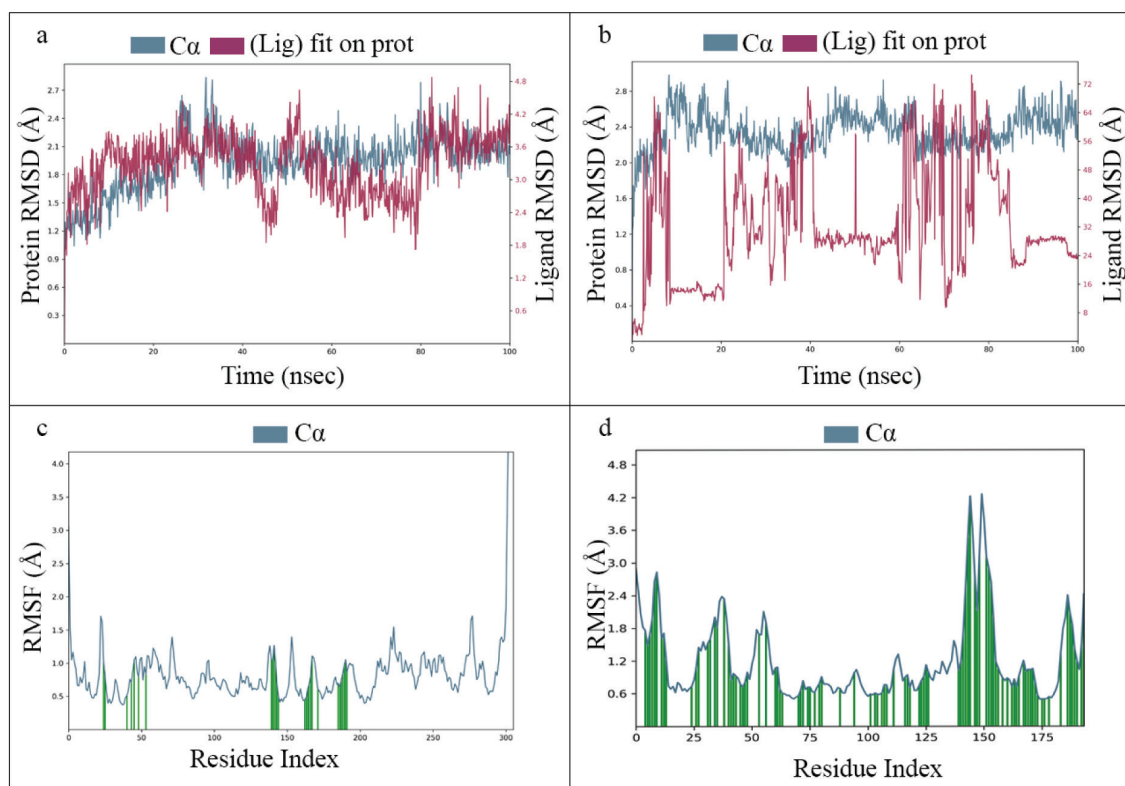 a
Cα (Lig) fit on prot
Protein RMSD (Å)
2.7
2.4
2.1
1.8
1.5
1.2
0.9
0.6
0.3
4.8
4.2
3.6
3.0
2.4
1.8
1.2
0.6
Ligand RMSD (Å)
0 20 40 60 80 100
Time (nsec)
b
Cα (Lig) fit on prot
Protein RMSD (Å)
2.8
2.4
2.0
1.6
1.2
0.8
0.4
72
64
56
48
40
32
24
16
8
Ligand RMSD (Å)
0 20 40 60 80 100
Time (nsec)
c
Cα
RMSF (Å)
4.0
3.5
3.0
2.5
2.0
1.5
1.0
0.5
0 50 100 150 200 250 300
Residue Index
d
Cα
RMSF (Å)
4.8
4.2
3.6
3.0
2.4
1.8
1.2
0.6
0 25 50 75 100 125 150 175
Residue Index